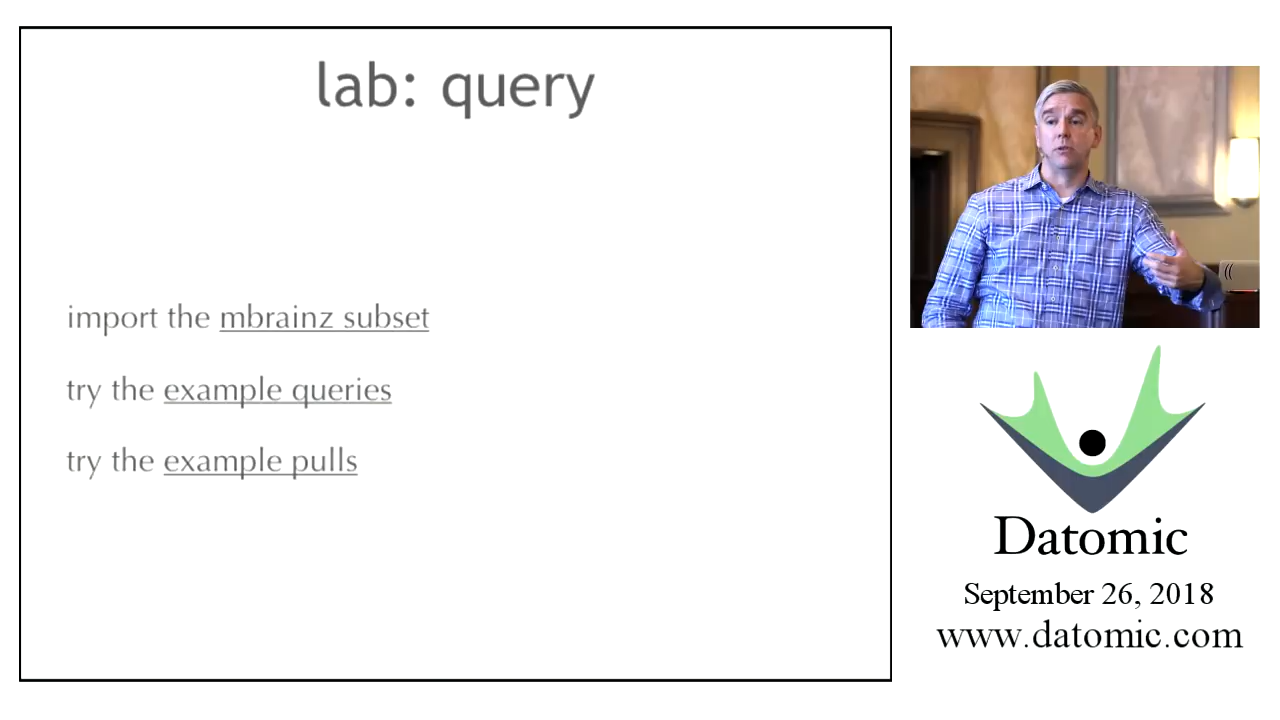 lab: query
import the mbrainz subset
try the example queries
try the example pulls
Datomic
September 26, 2018
www.datomic.com